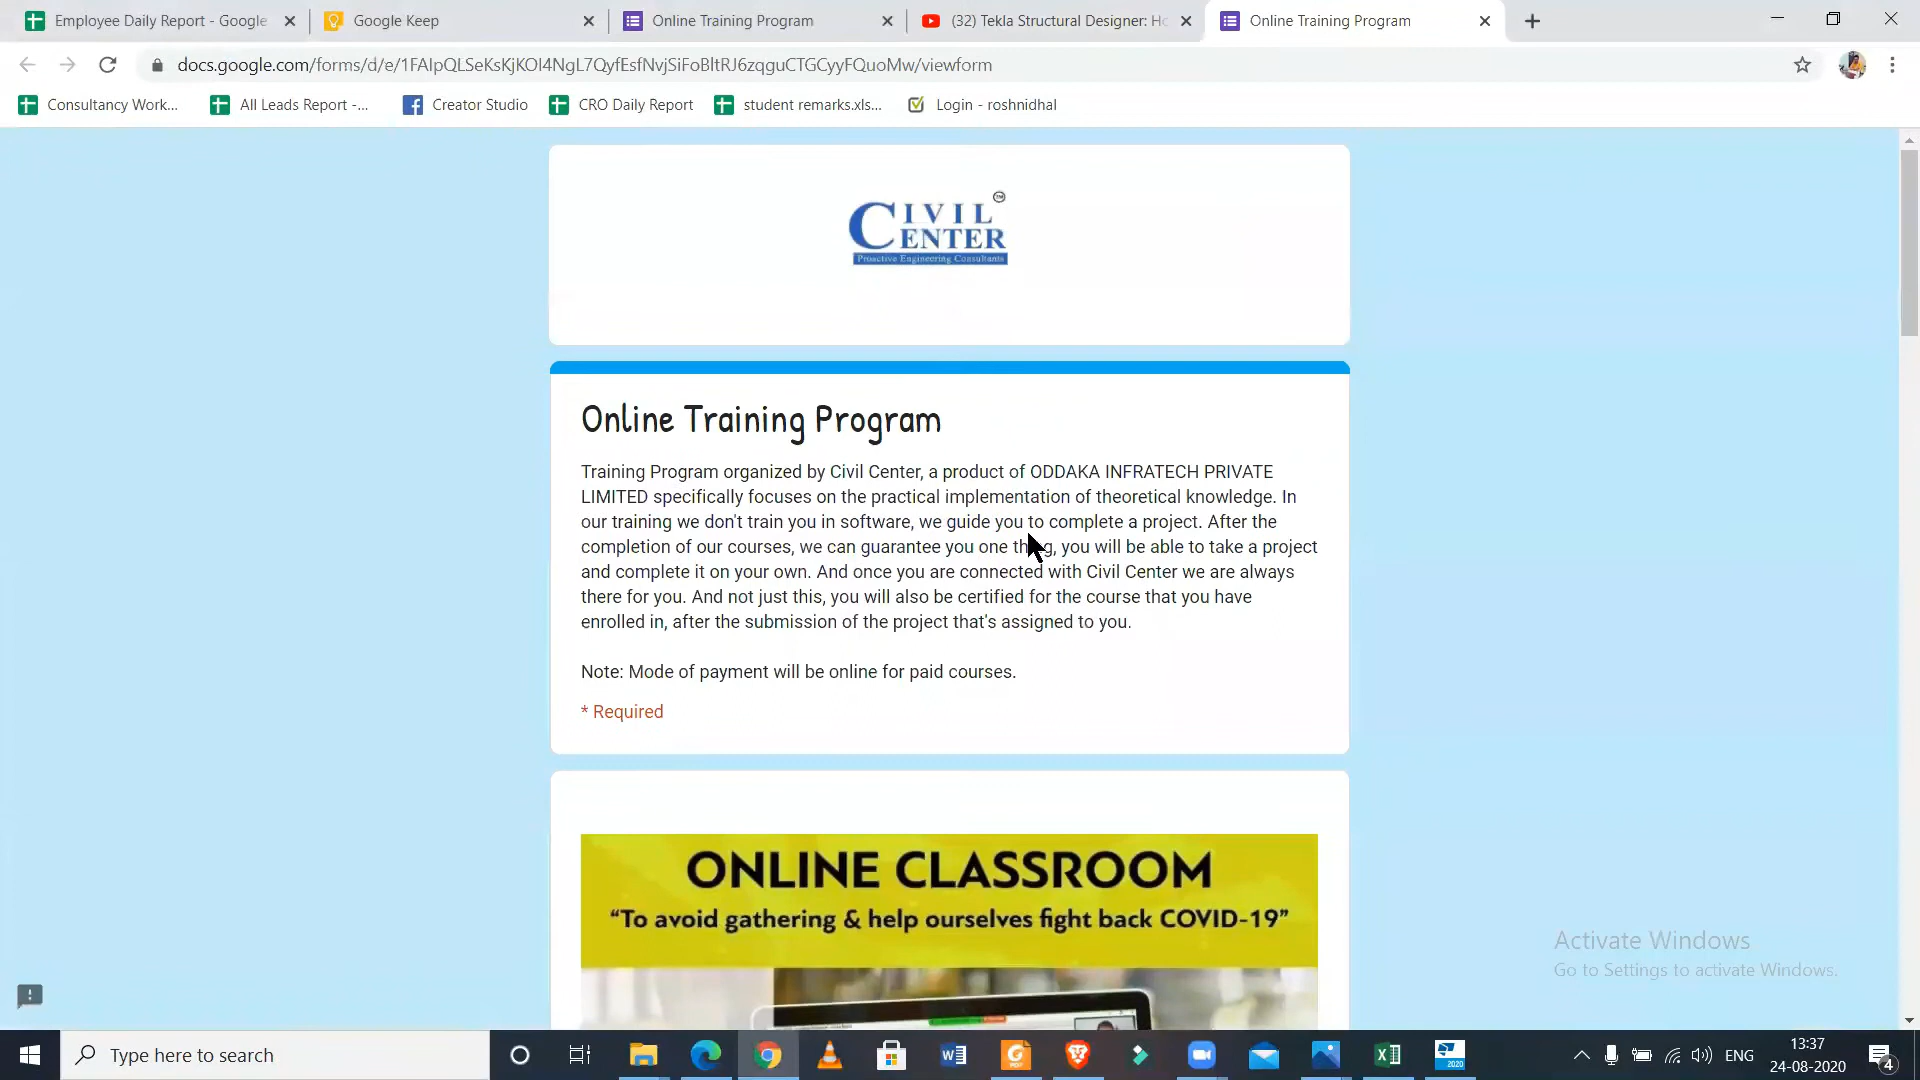 Employee Daily Report - Google
Google Keep
Online Training Program
(32) Tekla Structural Designer: Ho
Online Training Program
docs.google.com/forms/d/e/1FAIpQLSeKsKjKOl4NgL7QyfEsfNvjSiFoBltRJ6zqguCTGCyyFQuoMw/viewform
Consultancy Work...
All Leads Report -...
Creator Studio
CRO Daily Report
student remarks.xls...
Login - roshnidhal
CIVIL
CENTER
TM
Proactive Engineering Consultants
Online Training Program
Training Program organized by Civil Center, a product of ODDAKA INFRATECH PRIVATE
LIMITED specifically focuses on the practical implementation of theoretical knowledge. In
our training we don't train you in software, we guide you to complete a project. After the
completion of our courses, we can guarantee you one thing, you will be able to take a project
and complete it on your own. And once you are connected with Civil Center we are always
there for you. And not just this, you will also be certified for the course that you have
enrolled in, after the submission of the project that's assigned to you.
Note: Mode of payment will be online for paid courses.
* Required
ONLINE CLASSROOM
“To avoid gathering & help ourselves fight back COVID-19”
Activate Windows
Go to Settings to activate Windows.
Type here to search
2020
ENG
13:37
24-08-2020
4